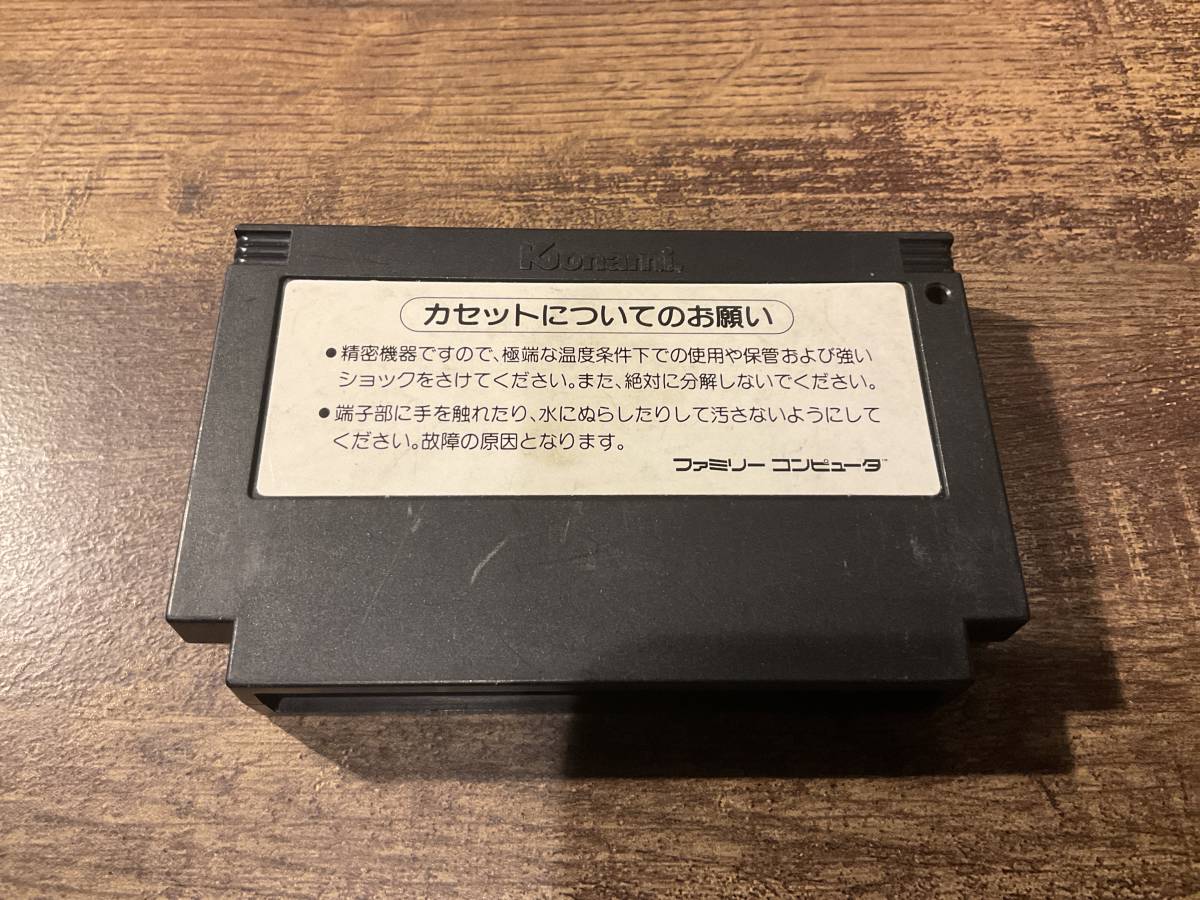 Konami.
カセットについてのお願い
●精密機器ですので、極端な温度条件下での使用や保管および強い
ショックをさけてください。また、絶対に分解しないでください。
●端子部に手を触れたり、水にぬらしたりして汚さないようにして
ください。故障の原因となります。
ファミリー コンピュータ™